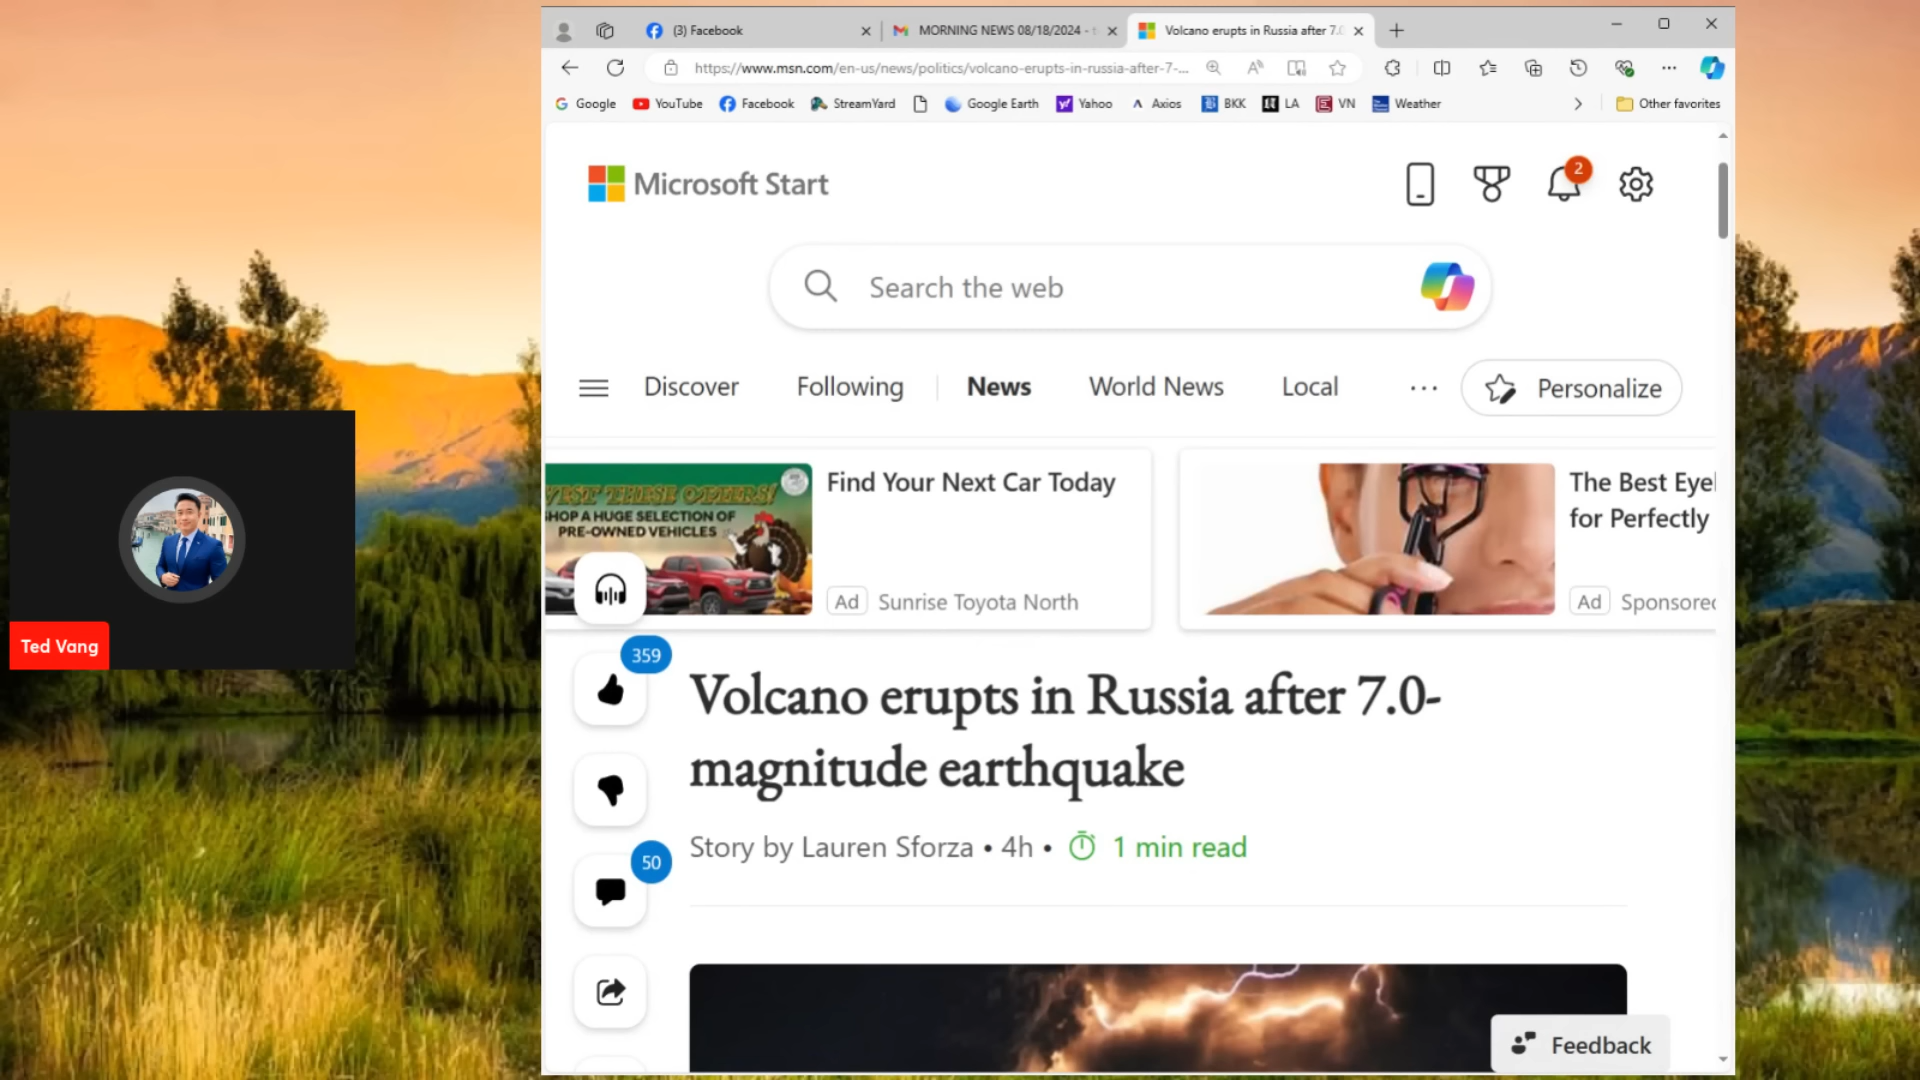 (3) Facebook
MORNING NEWS 08/18/2024 -
Volcano erupts in Russia after 7.0
https://www.msn.com/en-us/news/politics/volcano-erupts-in-russia-after-7-...
Google
YouTube
Facebook
StreamYard
Google Earth
Yahoo
Axios
BKK
LA
VN
Weather
Other favorites
Microsoft Start
2
Search the web
Discover
Following
News
World News
Local
Personalize
THESE OFFERS!
SHOP A HUGE SELECTION OF
PRE-OWNED VEHICLES
Find Your Next Car Today
Ad Sunrise Toyota North
The Best Eyel
for Perfectly
Ad Sponsored
Ted Vang
359
Volcano erupts in Russia after 7.0-
magnitude earthquake
Story by Lauren Sforza • 4h • 1 min read
50
Feedback